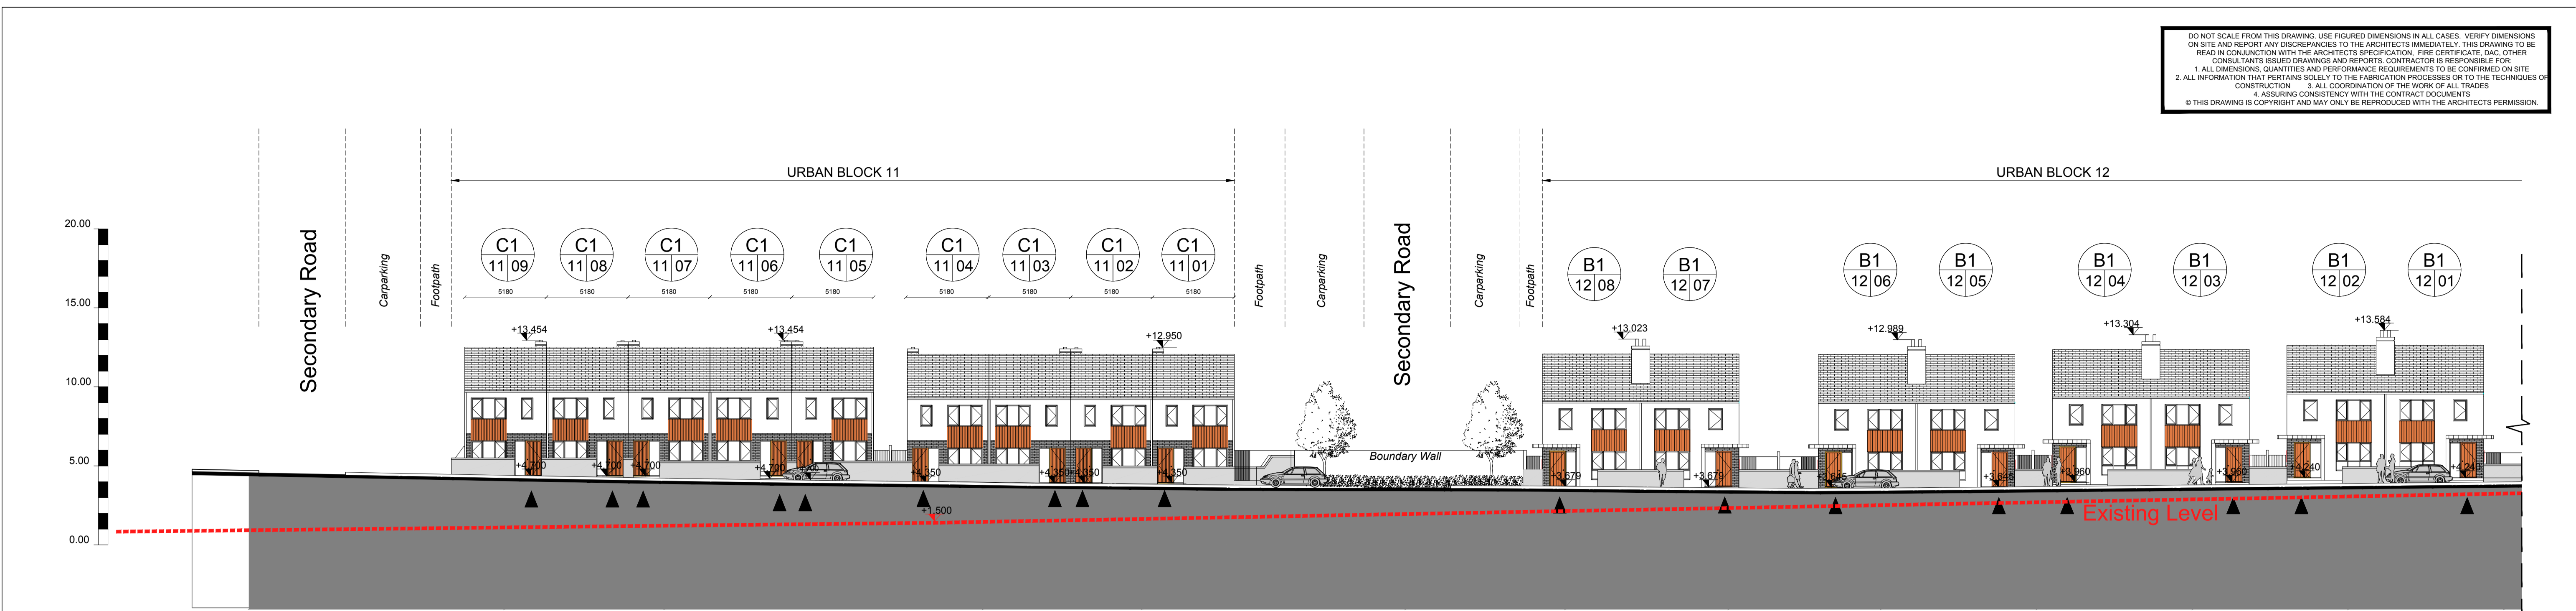 DO NOT SCALE FROM THIS DRAWING. USE FIGURED DIMENSIONS IN ALL CASES. VERIFY DIMENSIONS
ON SITE AND REPORT ANY DISCREPANCIES TO THE ARCHITECTS IMMEDIATELY. THIS DRAWING TO BE
READ IN CONJUNCTION WITH THE ARCHITECTS SPECIFICATION, FIRE CERTIFICATE, DAC, OTHER
CONSULTANTS ISSUED DRAWINGS AND REPORTS. CONTRACTOR IS RESPONSIBLE FOR:
1. ALL DIMENSIONS, QUANTITIES AND PERFORMANCE REQUIREMENTS TO BE CONFIRMED ON SITE
2. ALL INFORMATION THAT PERTAINS SOLELY TO THE FABRICATION PROCESSES OR TO THE TECHNIQUES OF
CONSTRUCTION 3. ALL COORDINATION OF THE WORK OF ALL TRADES
4. ASSURING CONSISTENCY WITH THE CONTRACT DOCUMENTS
© THIS DRAWING IS COPYRIGHT AND MAY ONLY BE REPRODUCED WITH THE ARCHITECTS PERMISSION.
URBAN BLOCK 11 URBAN BLOCK 12
20.00
15.00
10.00
5.00
0.00
Secondary Road
Carparking
Footpath
C1 11 09
C1 11 08
C1 11 07
C1 11 06
C1 11 05
C1 11 04
C1 11 03
C1 11 02
C1 11 01
5180 5180 5180 5180 5180 5180 5180 5180 5180
Footpath
Carparking
Secondary Road
Carparking
Footpath
B1 12 08
B1 12 07
B1 12 06
B1 12 05
B1 12 04
B1 12 03
B1 12 02
B1 12 01
+13.454 +13.454 +12.950 +13.023 +12.989 +13.304 +13.584
Boundary Wall
+4.700 +4.700 +4.700 +4.700 +4.350 +4.350 +4.350 +4.350 +3.679 +3.679 +3.645 +3.645 +3.960 +3.960 +4.240 +4.240
+1.500
Existing Level